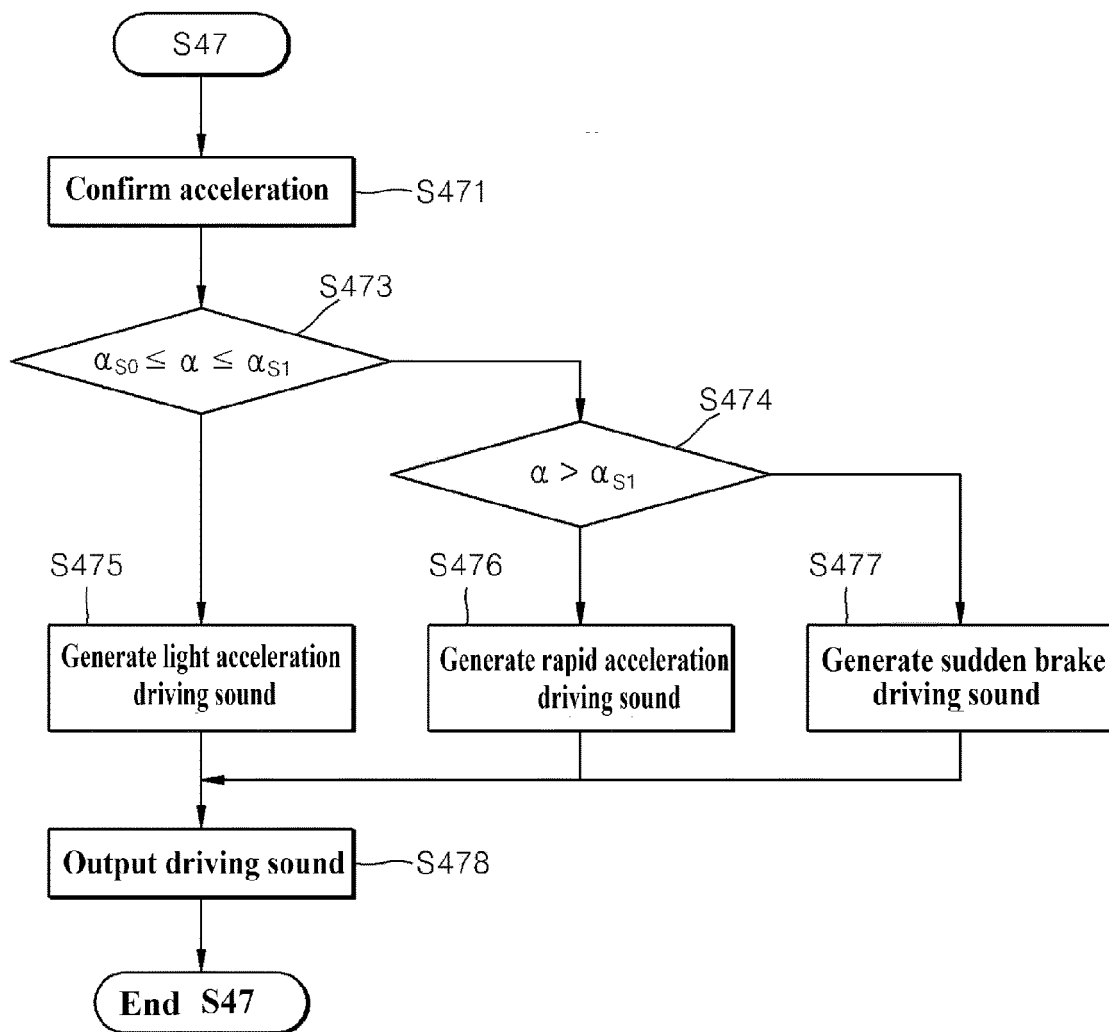 S47
Confirm acceleration
S471
S473
α_S0 ≤ α ≤ α_S1
S474
α > α_S1
S475
S476
S477
Generate light acceleration
driving sound
Generate rapid acceleration
driving sound
Generate sudden brake
driving sound
Output driving sound
S478
End S47